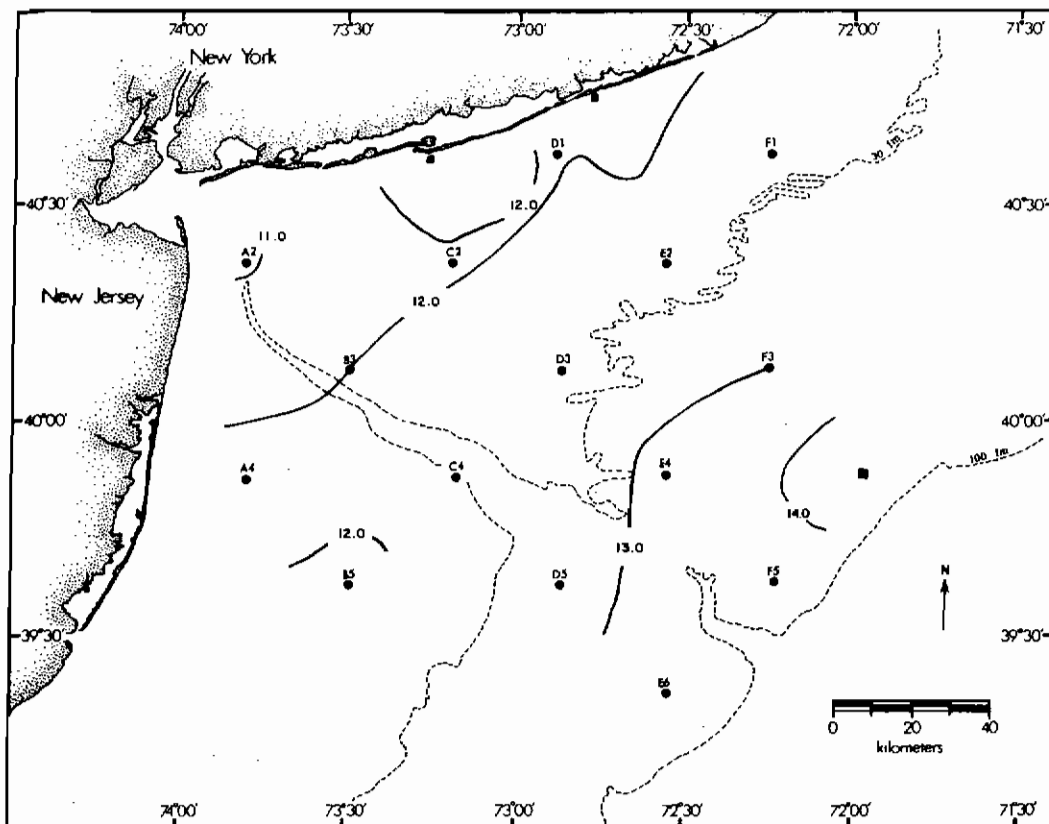 74°00' 73°30' 73°00' 72°30' 72°00' 71°30'
New York
D1 F1
30 fm
40°30' 12.0 40°30'
11.0
A2 C2 E2
New Jersey
12.0
B3 D3 F3
40°00' 40°00'
A4 C4 E4
100 fm
14.0
12.0 13.0
B5 D5 F5
N
39°30' 39°30'
E6
0 20 40
kilometers
74°00' 73°30' 73°00' 72°30' 72°00' 71°30'